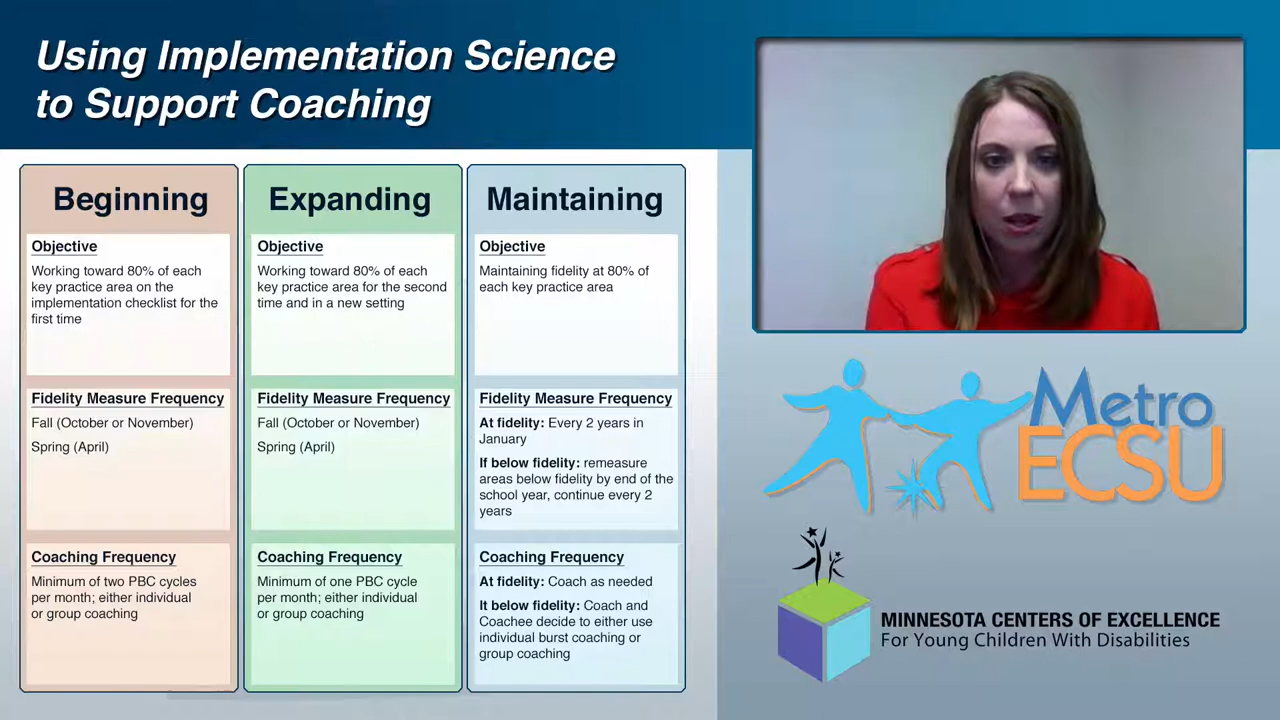 Using Implementation Science
to Support Coaching
Beginning
Objective
Working toward 80% of each
key practice area on the
implementation checklist for the
first time
Fidelity Measure Frequency
Fall (October or November)
Spring (April)
Coaching Frequency
Minimum of two PBC cycles
per month; either individual
or group coaching
Expanding
Objective
Working toward 80% of each
key practice area for the second
time and in a new setting
Fidelity Measure Frequency
Fall (October or November)
Spring (April)
Coaching Frequency
Minimum of one PBC cycle
per month; either individual
or group coaching
Maintaining
Objective
Maintaining fidelity at 80% of
each key practice area
Fidelity Measure Frequency
At fidelity: Every 2 years in
January
If below fidelity: remeasure
areas below fidelity by end of the
school year, continue every 2
years
Coaching Frequency
At fidelity: Coach as needed
It below fidelity: Coach and
Coachee decide to either use
individual burst coaching or
group coaching
Metro
ECSU
MINNESOTA CENTERS OF EXCELLENCE
For Young Children With Disabilities